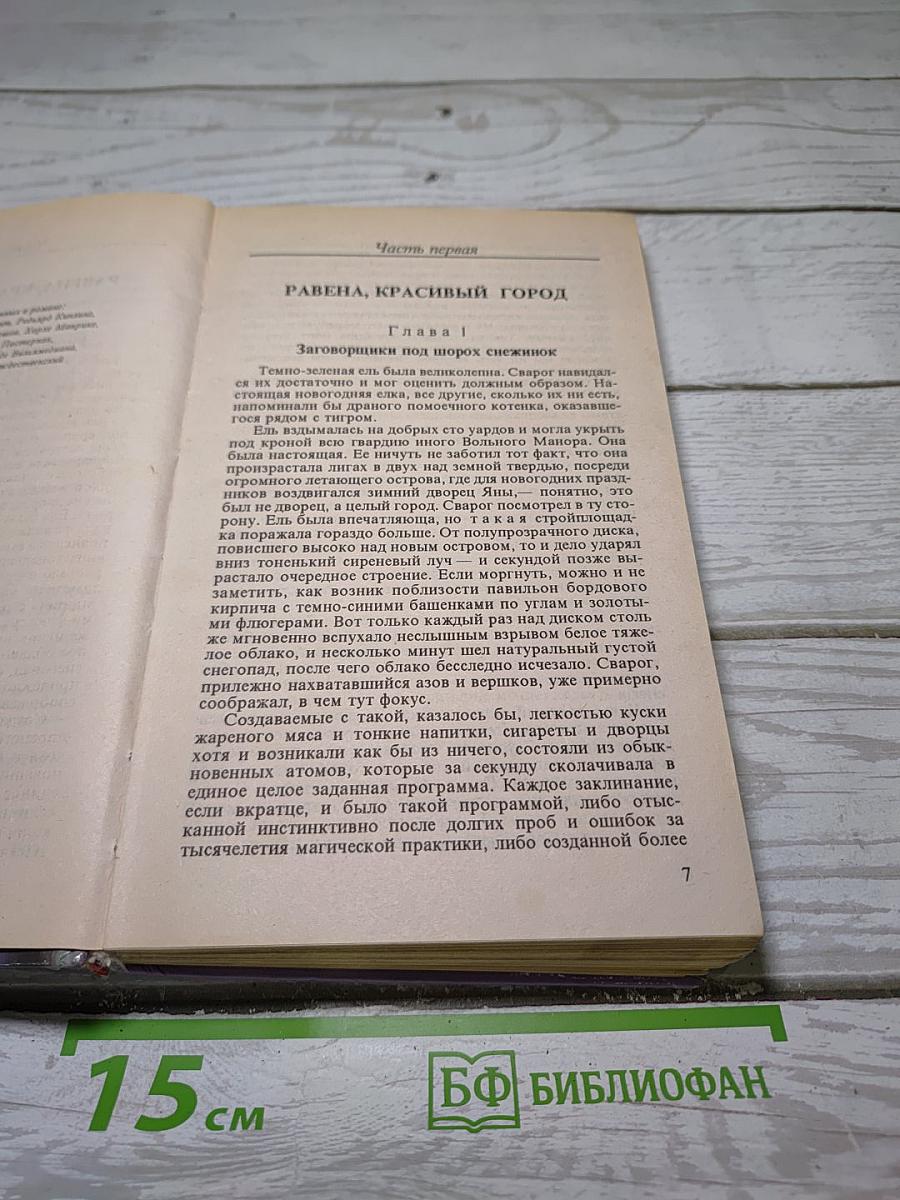 нных в романе:
Редьярд Киплинг,
Хорхе Манрике,
Пастернак,
де Вильямедиана,
ждественский.
Часть первая
РАВЕНА, КРАСИВЫЙ ГОРОД
Глава 1
Заговорщики под шорох снежинок
Темно-зеленая ель была великолепна. Сварог навидал-
ся их достаточно и мог оценить должным образом. На-
стоящая новогодняя елка, все другие, сколько их ни есть,
напоминали бы драного помоечного котенка, оказавше-
гося рядом с тигром.
Ель вздымалась на добрых сто уардов и могла укрыть
под кроной всю гвардию иного Вольного Манора. Она
была настоящая. Ее ничуть не заботил тот факт, что она
произрастала лигах в двух над земной твердью, посреди
огромного летающего острова, где для новогодних празд-
ников воздвигался зимний дворец Яны,— понятно, это
был не дворец, а целый город. Сварог посмотрел в ту сто-
рону. Ель была впечатляюща, но такая стройплощад-
ка поражала гораздо больше. От полупрозрачного диска,
повисшего высоко над новым островом, то и дело ударял
вниз тоненький сиреневый луч — и секундой позже вы-
растало очередное строение. Если моргнуть, можно и не
заметить, как возник поблизости павильон бордового
кирпича с темно-синими башенками по углам и золоты-
ми флюгерами. Вот только каждый раз над диском столь
же мгновенно вспухало неслышным взрывом белое тяже-
лое облако, и несколько минут шел натуральный густой
снегопад, после чего облако бесследно исчезало. Сварог,
прилежно нахватавшийся азов и вершков, уже примерно
соображал, в чем тут фокус.
Создаваемые с такой, казалось бы, легкостью куски
жареного мяса и тонкие напитки, сигареты и дворцы
хотя и возникали как бы из ничего, состояли из обык-
новенных атомов, которые за секунду сколачивала в
единое целое заданная программа. Каждое заклинание,
если вкратце, и было такой программой, либо отыс-
канной инстинктивно после долгих проб и ошибок за
тысячелетия магической практики, либо созданной более
7
15 см
БФ БИБЛИОФАН